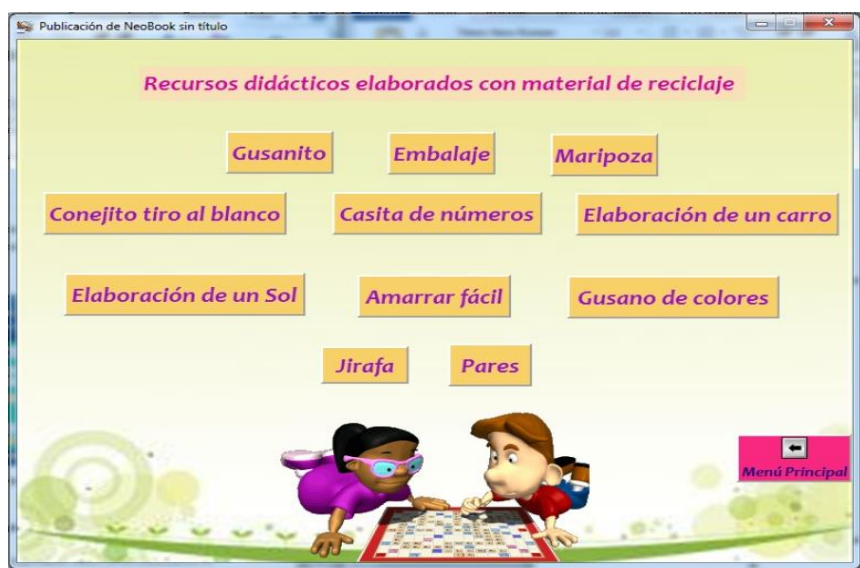 Publicación de NeoBook sin título
Recursos didácticos elaborados con material de reciclaje
Gusanito
Embalaje
Maripoza
Conejito tiro al blanco
Casita de números
Elaboración de un carro
Elaboración de un Sol
Amarrar fácil
Gusano de colores
Jirafa
Pares
Menú Principal